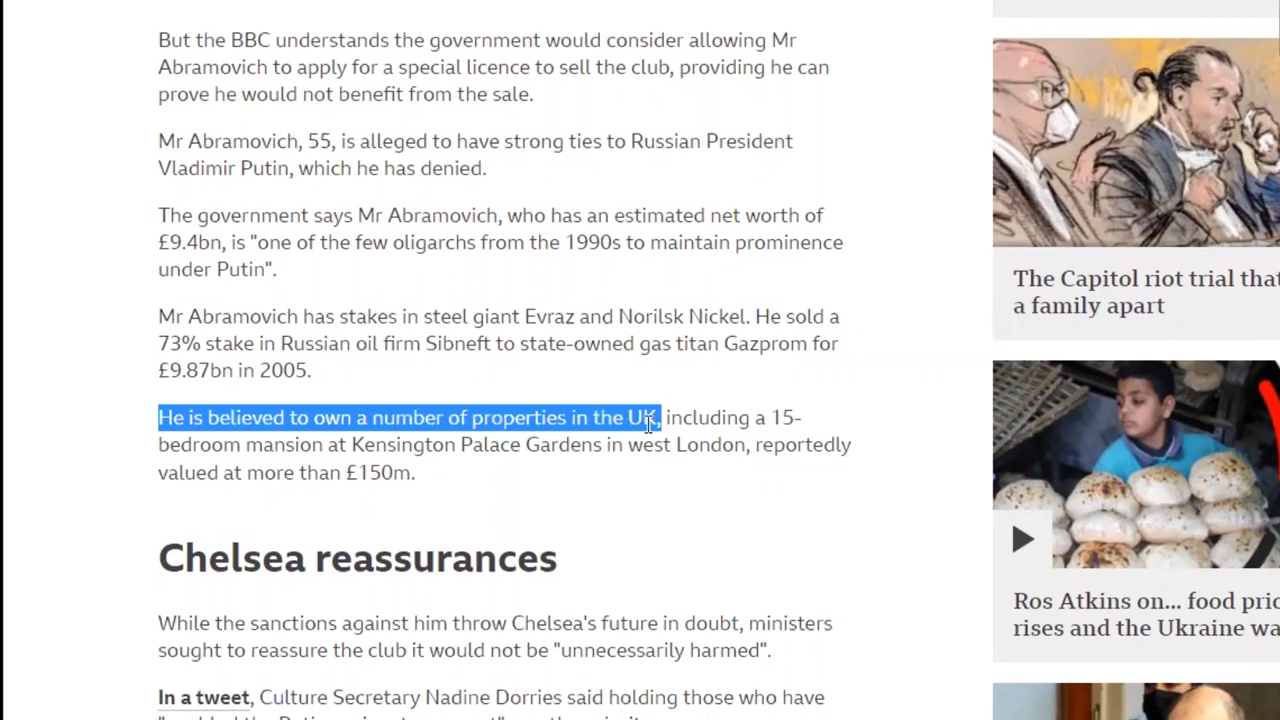 But the BBC understands the government would consider allowing Mr
Abramovich to apply for a special licence to sell the club, providing he can
prove he would not benefit from the sale.
Mr Abramovich, 55, is alleged to have strong ties to Russian President
Vladimir Putin, which he has denied.
The government says Mr Abramovich, who has an estimated net worth of
£9.4bn, is "one of the few oligarchs from the 1990s to maintain prominence
under Putin".
Mr Abramovich has stakes in steel giant Evraz and Norilsk Nickel. He sold a
73% stake in Russian oil firm Sibneft to state-owned gas titan Gazprom for
£9.87bn in 2005.
He is believed to own a number of properties in the UK, including a 15-
bedroom mansion at Kensington Palace Gardens in west London, reportedly
valued at more than £150m.
Chelsea reassurances
While the sanctions against him throw Chelsea's future in doubt, ministers
sought to reassure the club it would not be "unnecessarily harmed".
In a tweet, Culture Secretary Nadine Dorries said holding those who have
The Capitol riot trial that
a family apart
Ros Atkins on... food
rises and the Ukraine